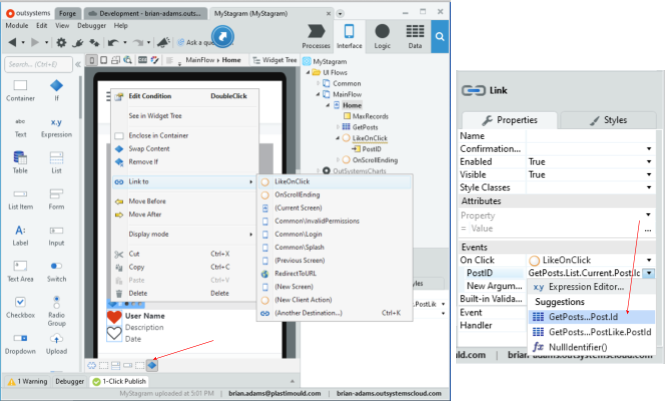 outsystems
Forge
Development - brian-adams.outs...
MyStagram (MyStagram)
Module Edit View Debugger Help
Ask a que
Processes
Interface
Logic
Data
Search... (Ctrl+E)
MainFlow ▸ Home
Widget Tree
Container
If
abc
x.y
Text
Expression
Table
List
List Item
Form
Label
Input
Text Area
Switch
Checkbox
Radio Group
Dropdown
Upload
Edit Condition DoubleClick
See in Widget Tree
Enclose in Container
Swap Content
Remove If
Link to
Move Before
Move After
Display mode
Cut Ctrl+X
Copy Ctrl+C
Paste Ctrl+V
Delete Delete
LikeOnClick
OnScrollEnding
(Current Screen)
Common\InvalidPermissions
Common\Login
Common\Splash
(Previous Screen)
RedirectToURL
(New Screen)
(New Client Action)
(Another Destination...) Ctrl+K
User Name
Description
Date
MyStagram
UI Flows
Common
MainFlow
Home
MaxRecords
GetPosts
LikeOnClick
PostID
OnScrollEnding
OutSystemsCharts
Styles
.PostLik
1 Warning
Debugger
1-Click Publish
MyStagram uploaded at 5:01 PM
brian.adams@plastimould.com
brian-adams.outsystemscloud.com
Link
Properties
Styles
Name
Confirmation...
Enabled True
Visible True
Style Classes
Attributes
Property
= Value ...
Events
On Click LikeOnClick
PostID GetPosts.List.Current.Post.Ic
New Argum...
x.y Expression Editor...
Built-in Valida...
Suggestions
Event
GetPosts...Post.Id
Handler
GetPosts...PostLike.PostId
fx NullIdentifier()
mould.com
brian-adams.outsystemscloud.com